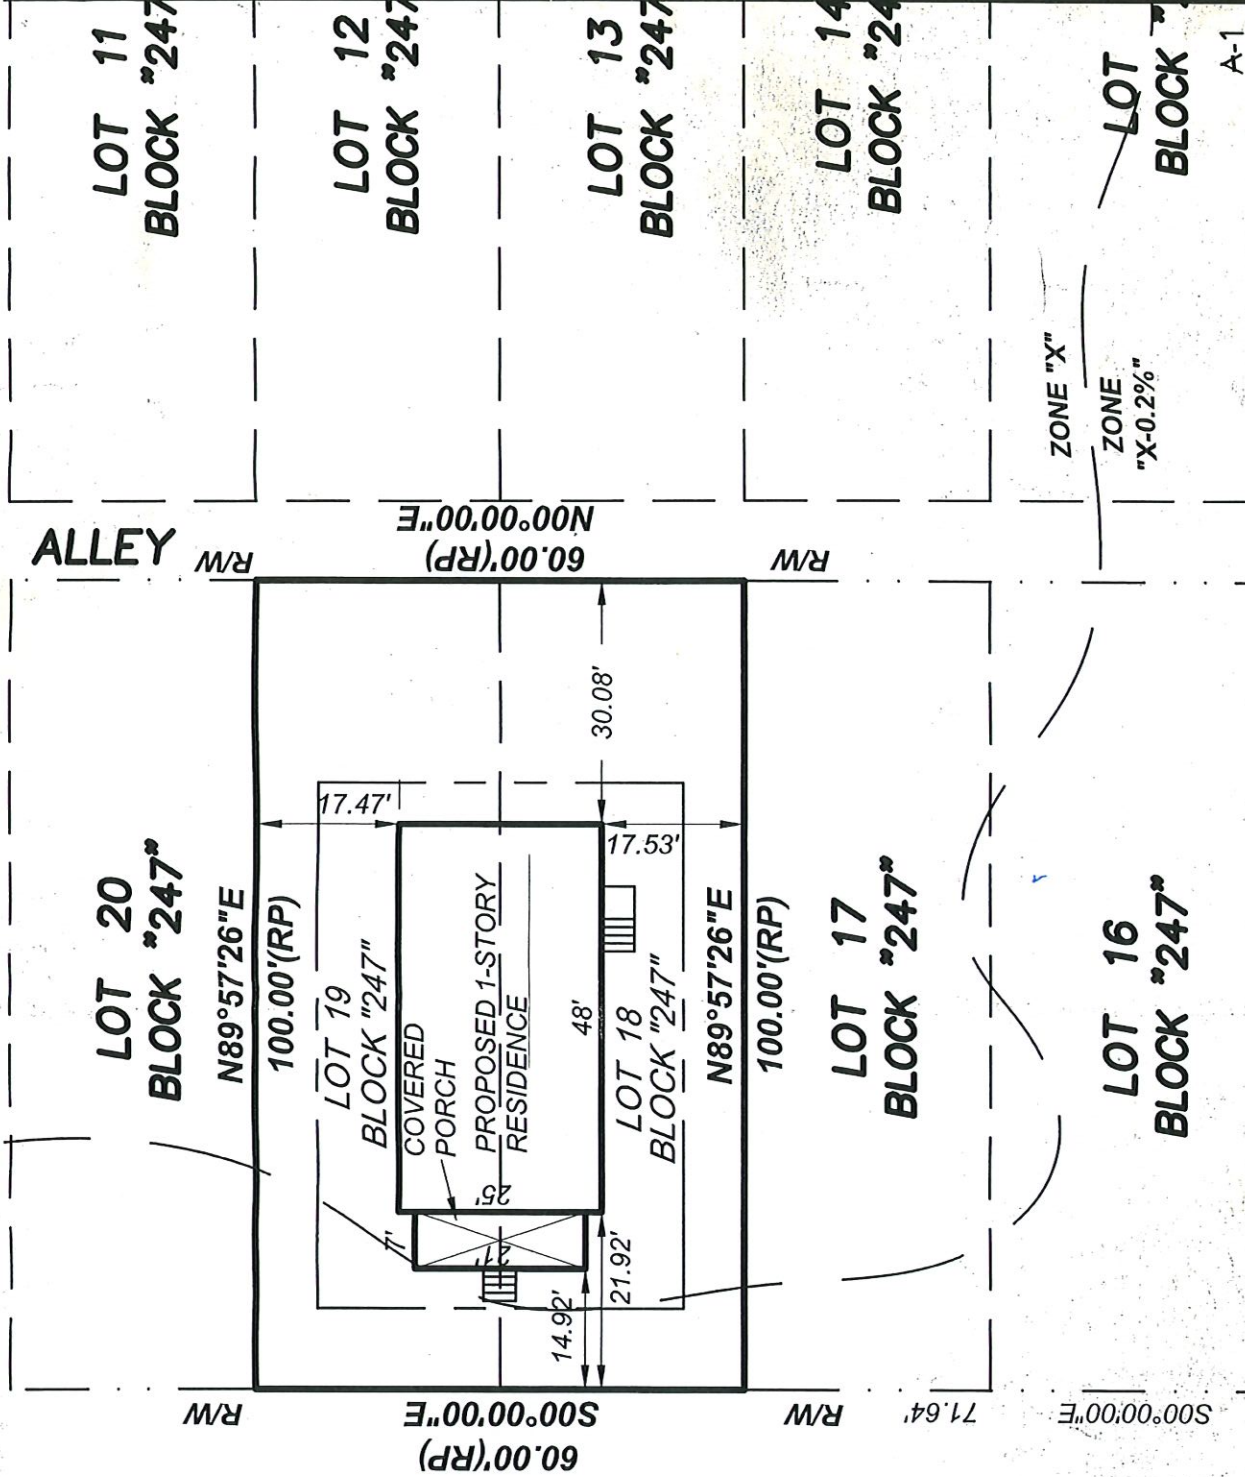 LOT 11
BLOCK "247
LOT 12
BLOCK "247
LOT 13
BLOCK "247
LOT 14
BLOCK "24
LOT
BLOCK "
A-1
ZONE "X"
ZONE
"X-0.2%"
ALLEY
R/W
N00°00'00"E
60.00'(RP)
R/W
30.08'
17.47'
17.53'
LOT 20
BLOCK "247"
N89°57'26"E
100.00'(RP)
LOT 19
BLOCK "247"
COVERED
PORCH
PROPOSED 1-STORY
RESIDENCE
48'
LOT 18
BLOCK "247"
N89°57'26"E
100.00'(RP)
LOT 17
BLOCK "247"
LOT 16
BLOCK "247"
25'
7'
21'
14.92'
21.92'
R/W
S00°00'00"E
60.00'(RP)
R/W
71.64'
S00°00'00"E